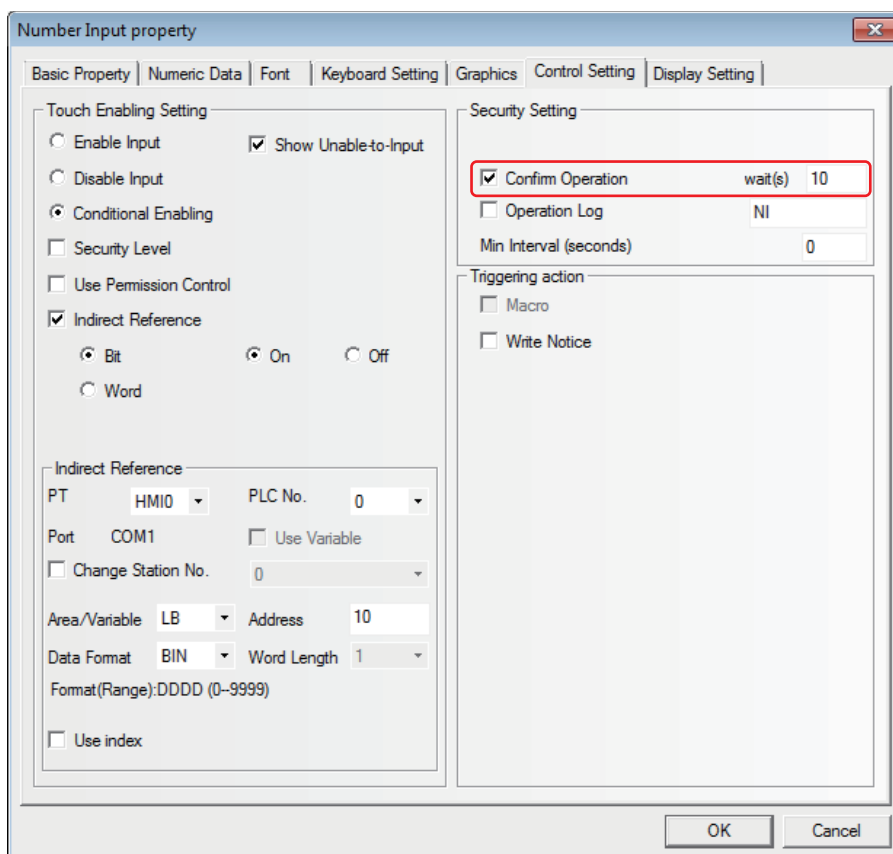 Number Input property
Basic Property Numeric Data Font Keyboard Setting Graphics Control Setting Display Setting
Touch Enabling Setting
Enable Input Show Unable-to-Input
Disable Input
Conditional Enabling
Security Level
Use Permission Control
Indirect Reference
Bit On Off
Word
Indirect Reference
PT HMI0 PLC No. 0
Port COM1 Use Variable
Change Station No. 0
Area/Variable LB Address 10
Data Format BIN Word Length 1
Format(Range):DDDD (0--9999)
Use index
Security Setting
Confirm Operation wait(s) 10
Operation Log NI
Min Interval (seconds) 0
Triggering action
Macro
Write Notice
OK Cancel